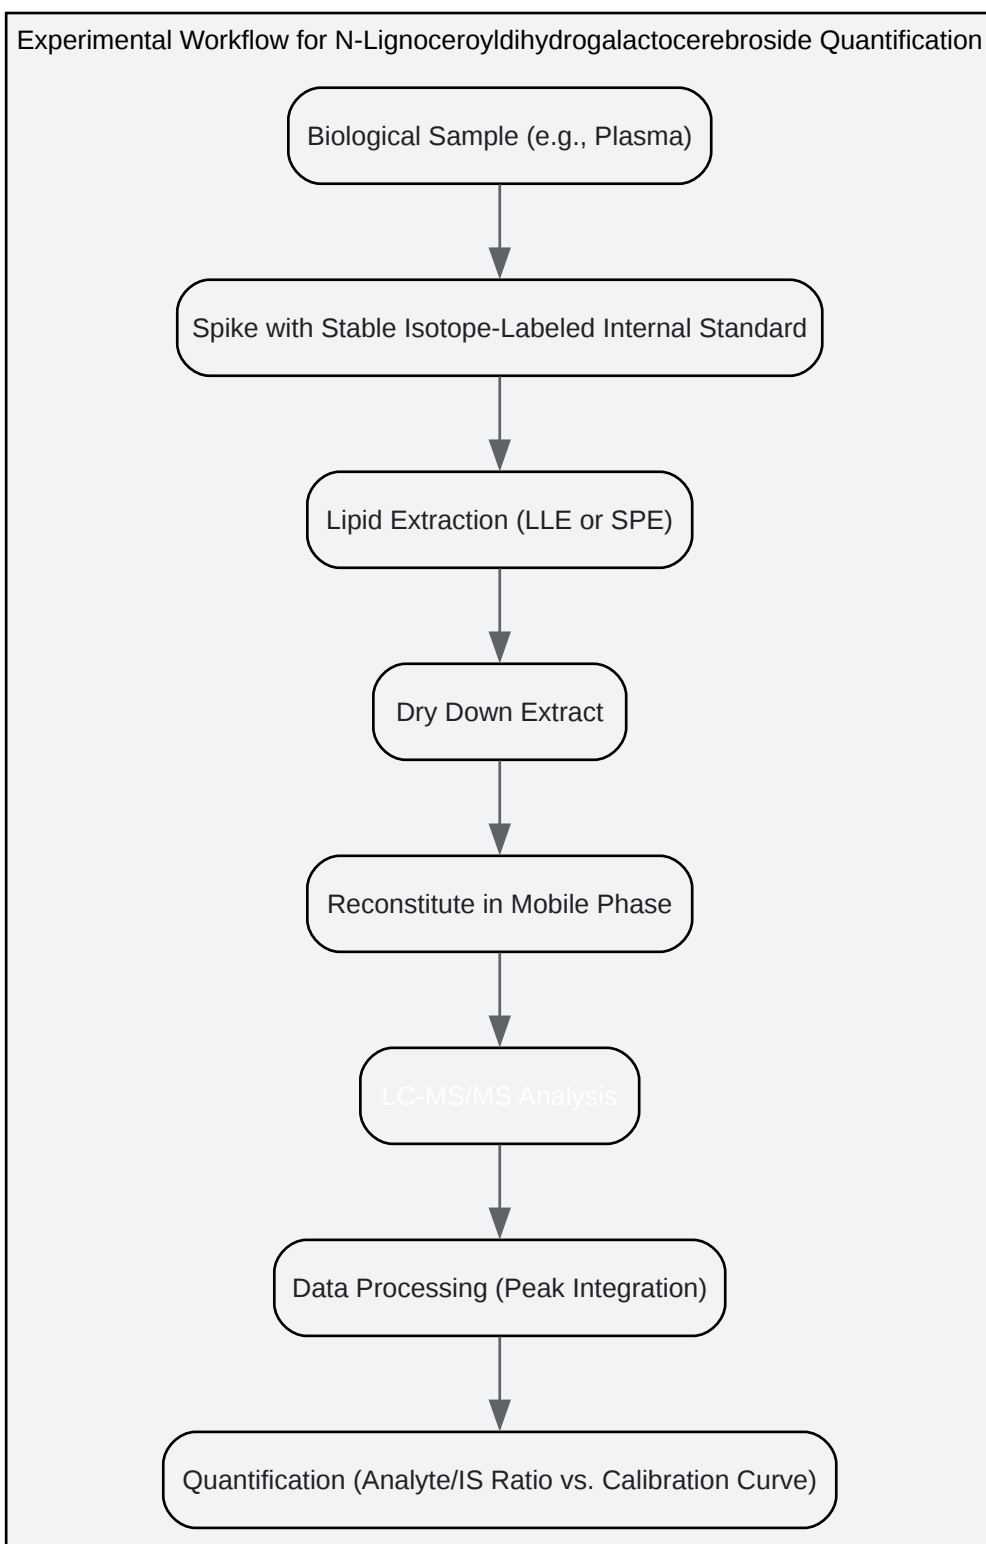 Experimental Workflow for N-Lignoceroyldihydrogalactocerebroside Quantification
Biological Sample (e.g., Plasma)
Spike with Stable Isotope-Labeled Internal Standard
Lipid Extraction (LLE or SPE)
Dry Down Extract
Reconstitute in Mobile Phase
LC-MS/MS Analysis
Data Processing (Peak Integration)
Quantification (Analyte/IS Ratio vs. Calibration Curve)